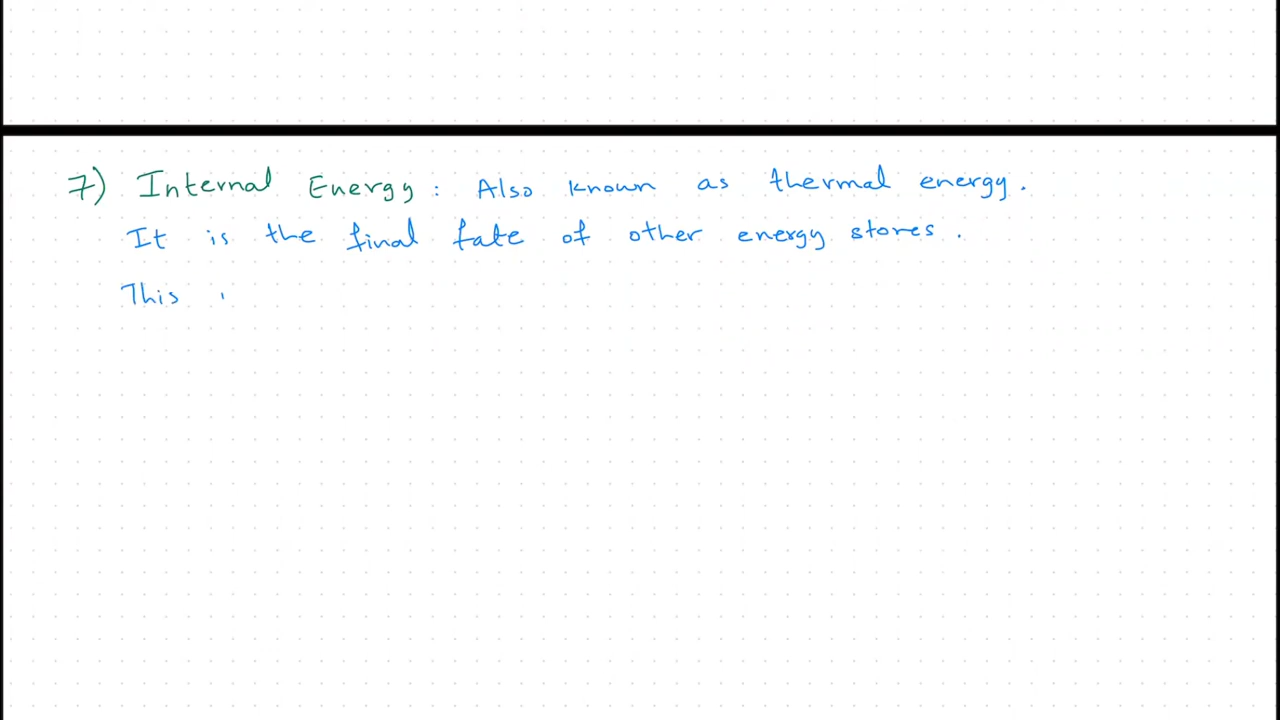 7) Internal Energy : Also known as thermal energy.
It is the final fate of other energy stores.
This